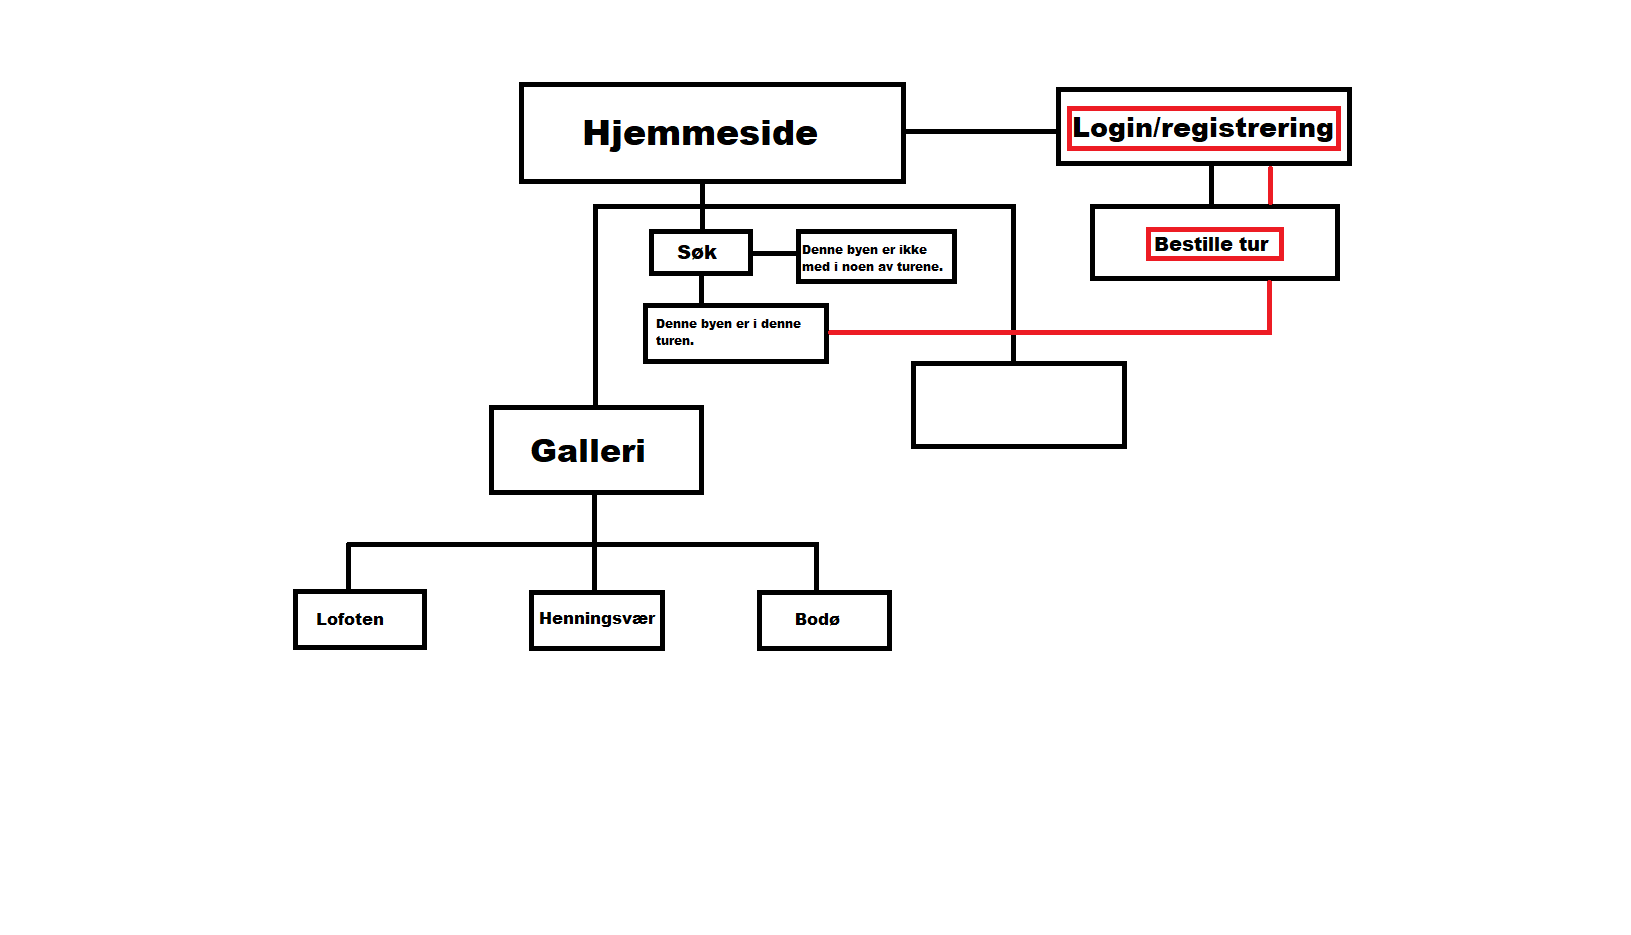 Hjemmeside
Login/registrering
Søk
Denne byen er ikke
med i noen av turene.
Bestille tur
Denne byen er i denne
turen.
Galleri
Lofoten
Henningsvær
Bodø